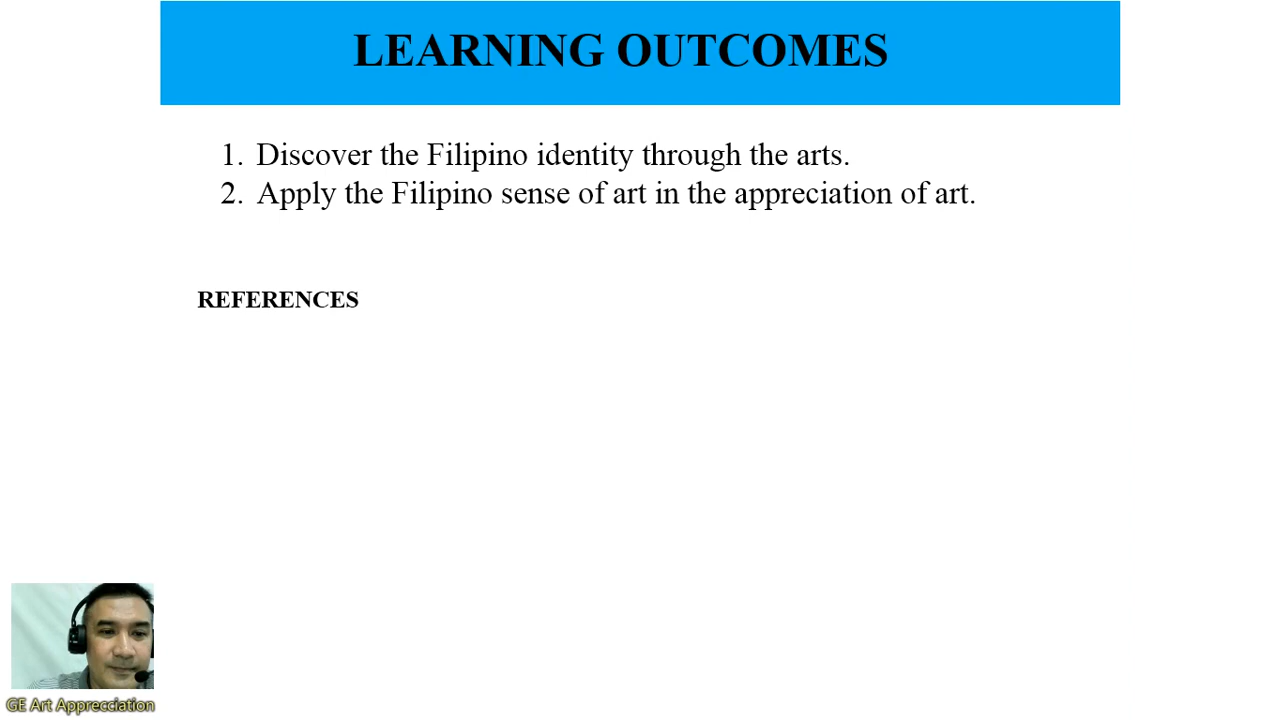 LEARNING OUTCOMES
1. Discover the Filipino identity through the arts.
2. Apply the Filipino sense of art in the appreciation of art.
REFERENCES
GE Art Apprecciation